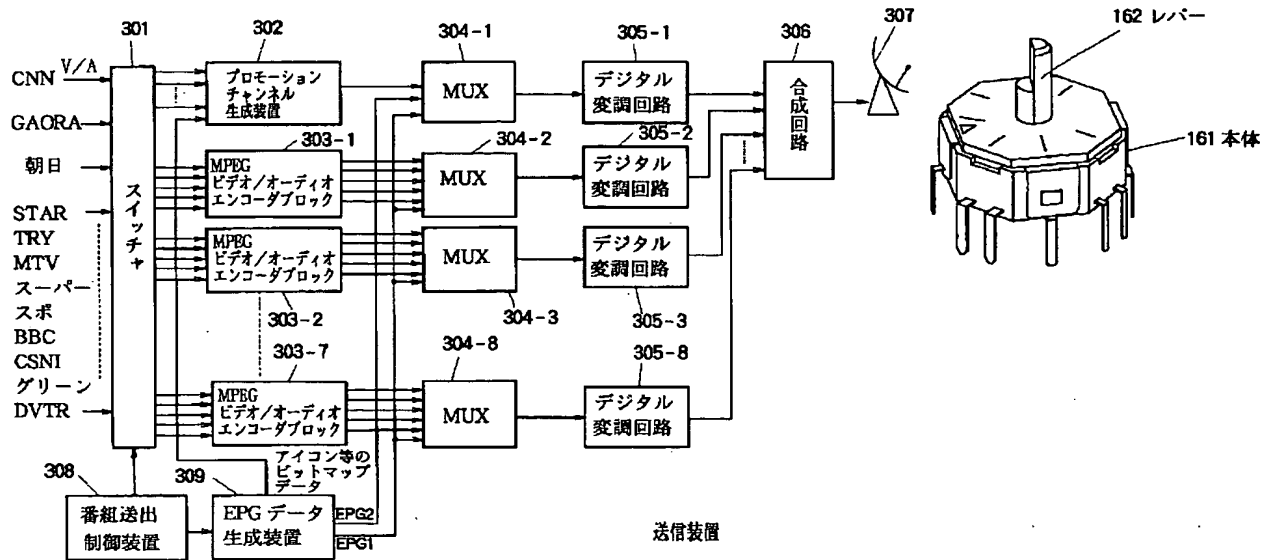 301
302
304-1
305-1
306
307
162 レバー
V/A
CNN
GAORA
朝日
STAR
TRY
MTV
スーパー
スポ
BBC
CSNI
グリーン
DVTR
スイッチャ
プロモーション
チャンネル
生成装置
MUX
デジタル
変調回路
合成回路
161 本体
303-1
304-2
305-2
MPEG
ビデオ/オーディオ
エンコーダブロック
MUX
デジタル
変調回路
MPEG
ビデオ/オーディオ
エンコーダブロック
MUX
デジタル
変調回路
303-2
304-3
305-3
303-7
304-8
305-8
MPEG
ビデオ/オーディオ
エンコーダブロック
MUX
デジタル
変調回路
アイコン等の
ビットマップ
データ
308
309
番組送出
制御装置
EPGデータ
生成装置
EPG2
EPG1
送信装置